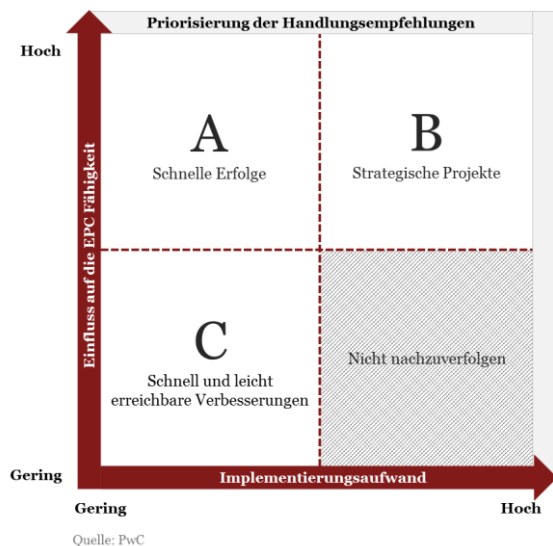 Priorisierung der Handlungsempfehlungen
Hoch
Einfluss auf die EPC Fähigkeit
A
Schnelle Erfolge
B
Strategische Projekte
C
Schnell und leicht
erreichbare Verbesserungen
Nicht nachzuverfolgen
Gering
Implementierungsaufwand
Gering
Hoch
Quelle: PwC